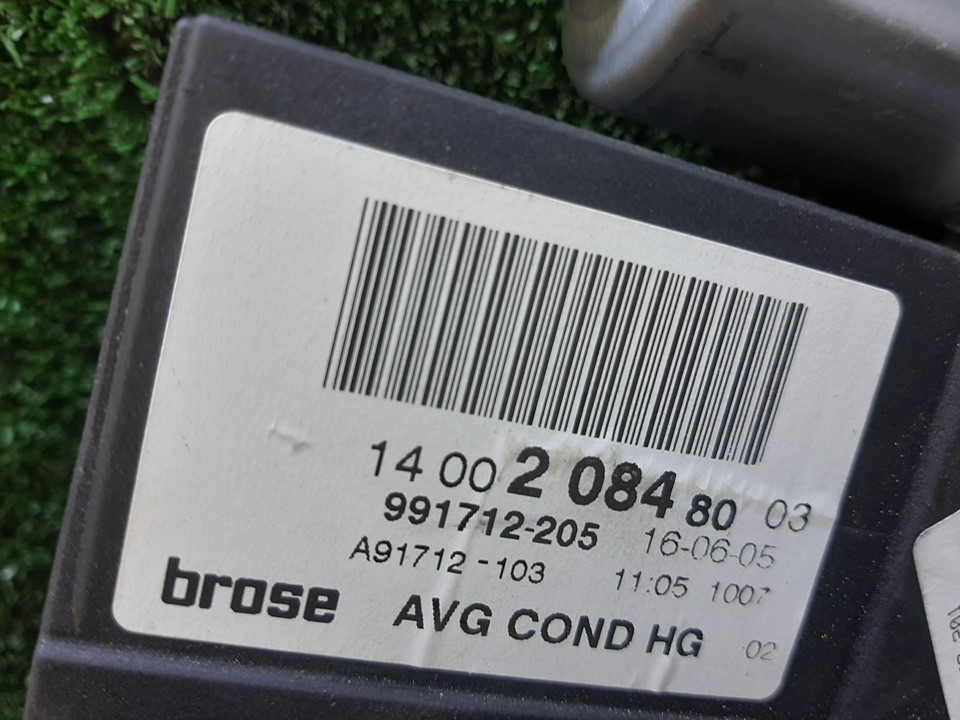 14 00 2 084 80 03
991712-205 16-06-05
A91712 - 103 11:05 1007
brose AVG COND HG 02